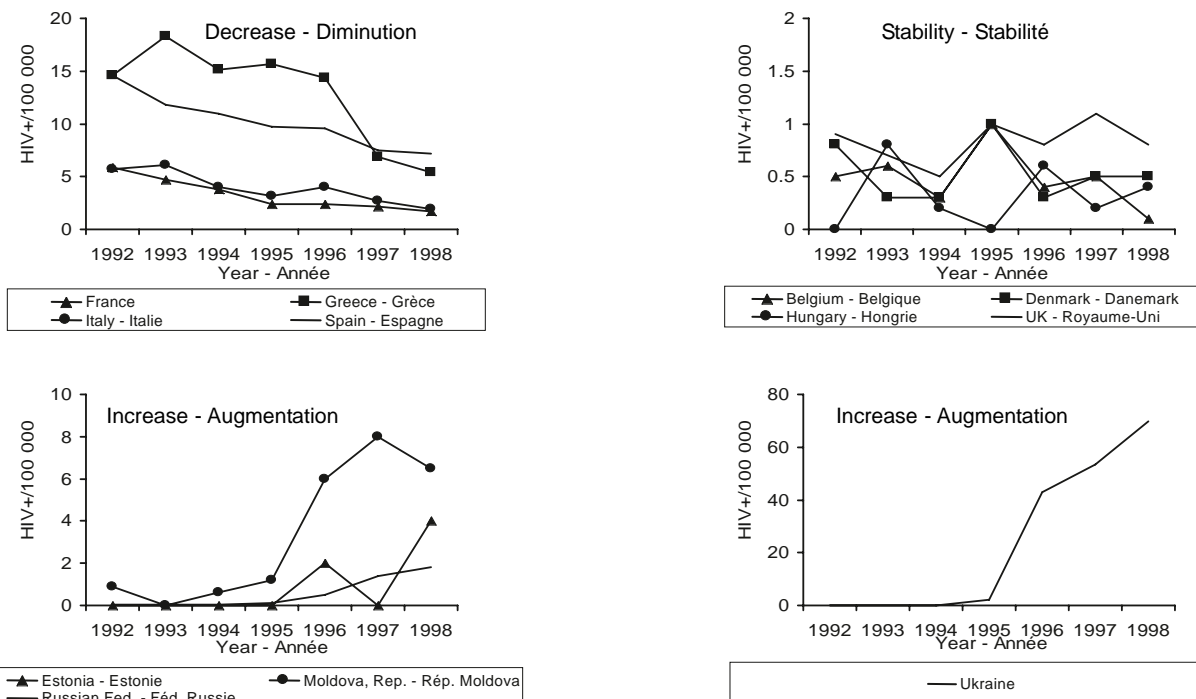 Decrease - Diminution
HIV+/100 000
20
15
10
5
0
1992 1993 1994 1995 1996 1997 1998
Year - Année
France
Greece - Grèce
Italy - Italie
Spain - Espagne
Stability - Stabilité
HIV+/100 000
2
1.5
1
0.5
0
1992 1993 1994 1995 1996 1997 1998
Year - Année
Belgium - Belgique
Denmark - Danemark
Hungary - Hongrie
UK - Royaume-Uni
Increase - Augmentation
HIV+/100 000
10
8
6
4
2
0
1992 1993 1994 1995 1996 1997 1998
Year - Année
Estonia - Estonie
Moldova, Rep. - Rép. Moldova
Russian Fed. - Féd. Russie
Increase - Augmentation
HIV+/100 000
80
60
40
20
0
1992 1993 1994 1995 1996 1997 1998
Year - Année
Ukraine